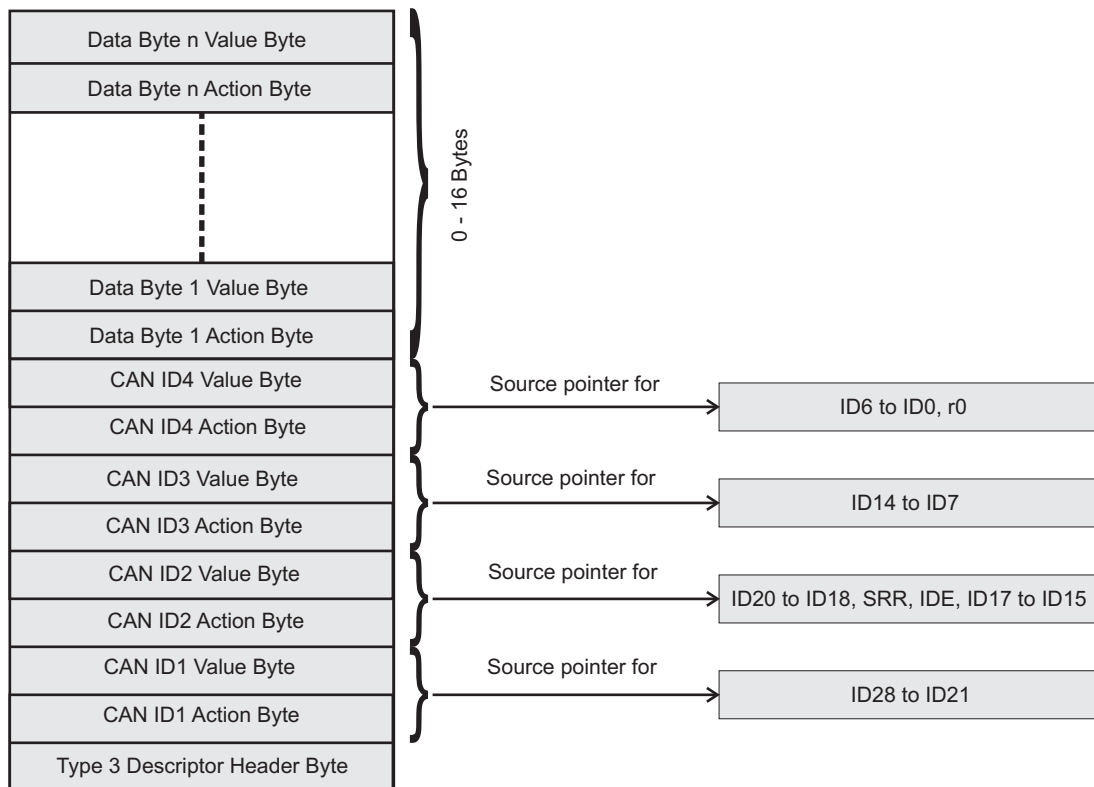 Data Byte n Value Byte
Data Byte n Action Byte
0 - 16 Bytes
Data Byte 1 Value Byte
Data Byte 1 Action Byte
CAN ID4 Value Byte
CAN ID4 Action Byte
Source pointer for
ID6 to ID0, r0
CAN ID3 Value Byte
CAN ID3 Action Byte
Source pointer for
ID14 to ID7
CAN ID2 Value Byte
CAN ID2 Action Byte
Source pointer for
ID20 to ID18, SRR, IDE, ID17 to ID15
CAN ID1 Value Byte
CAN ID1 Action Byte
Source pointer for
ID28 to ID21
Type 3 Descriptor Header Byte